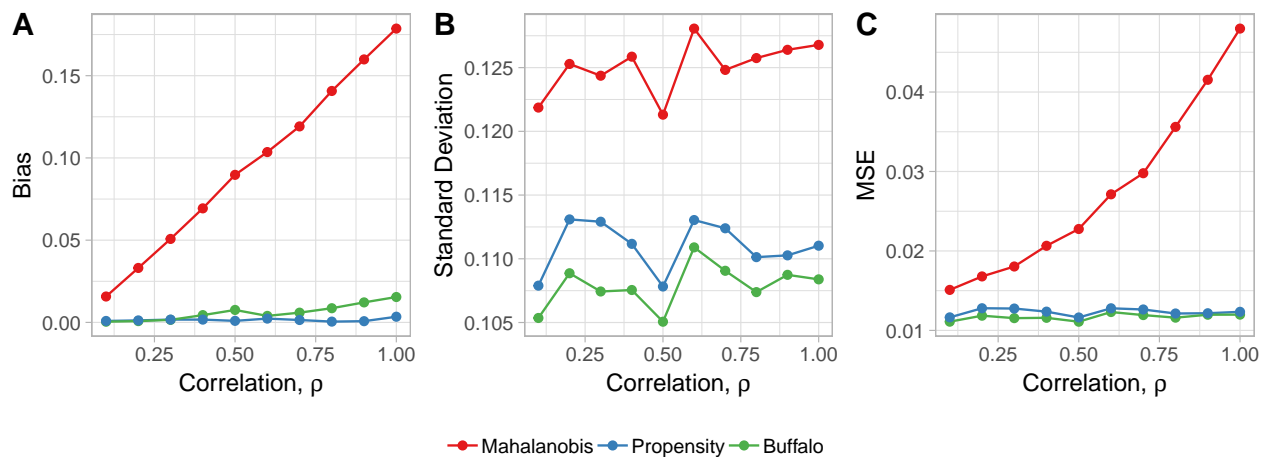 A
Bias
0.15
0.10
0.05
0.00
0.25
0.50
0.75
1.00
Correlation, ρ
B
Standard Deviation
0.125
0.120
0.115
0.110
0.105
0.25
0.50
0.75
1.00
Correlation, ρ
C
MSE
0.04
0.03
0.02
0.01
0.25
0.50
0.75
1.00
Correlation, ρ
Mahalanobis Propensity Buffalo